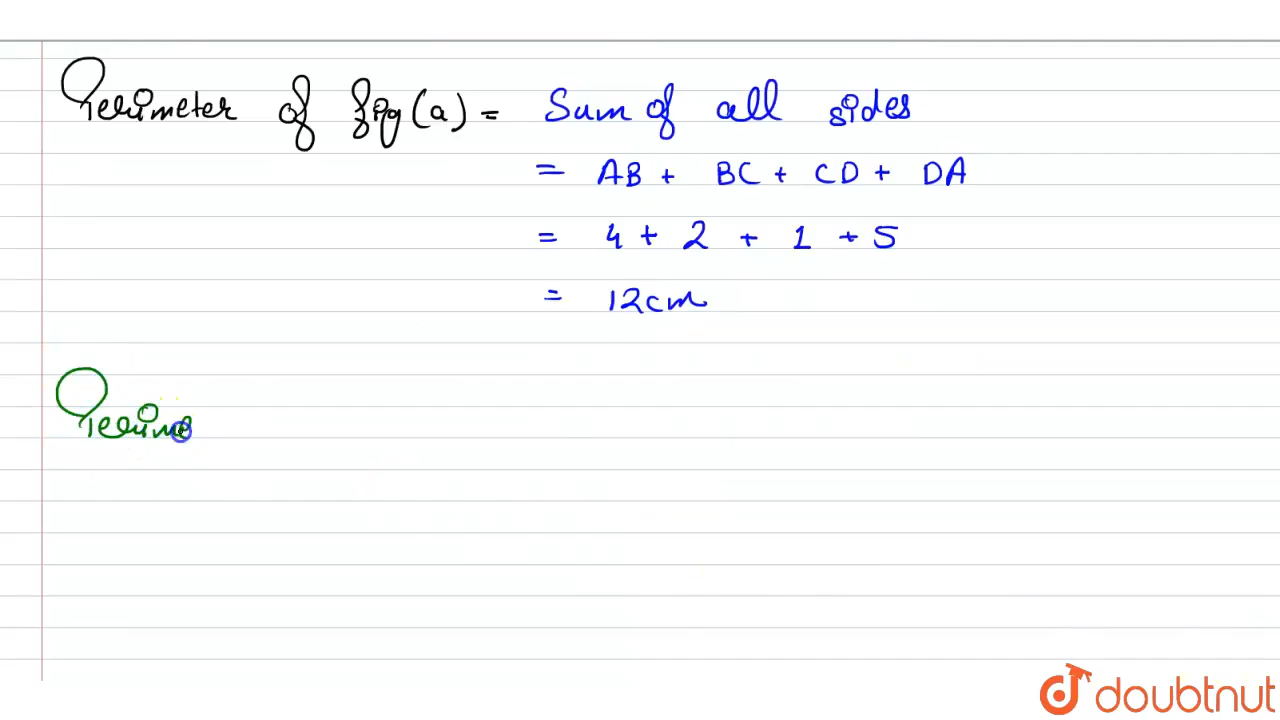 Perimeter of fig(a) = Sum of all sides
= AB + BC + CD + DA
= 4 + 2 + 1 + 5
= 12cm
Perime
doubtnut